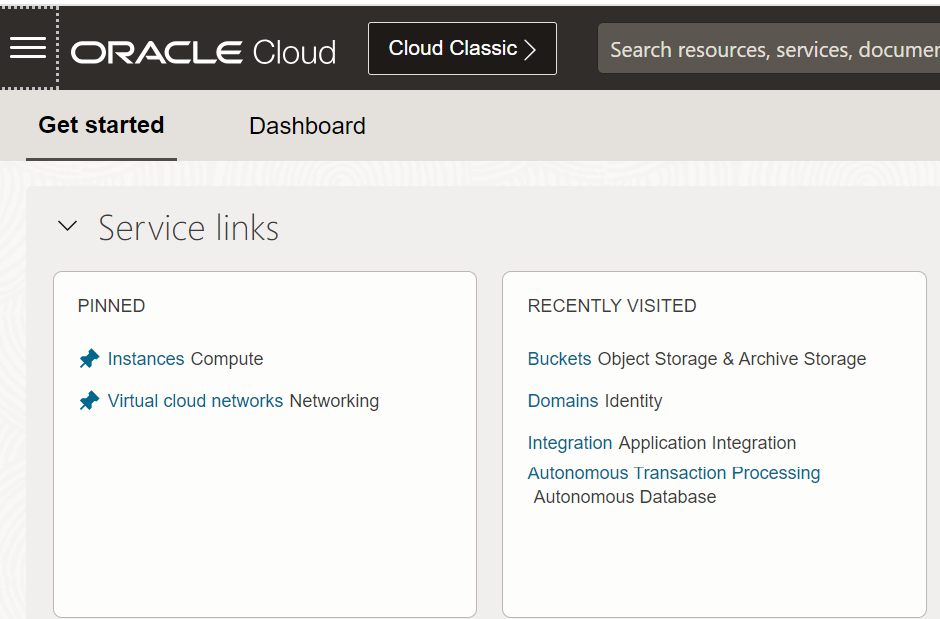 ORACLE Cloud
Cloud Classic
Search resources, services, documen
Get started
Dashboard
Service links
PINNED
Instances Compute
Virtual cloud networks Networking
RECENTLY VISITED
Buckets Object Storage & Archive Storage
Domains Identity
Integration Application Integration
Autonomous Transaction Processing
Autonomous Database